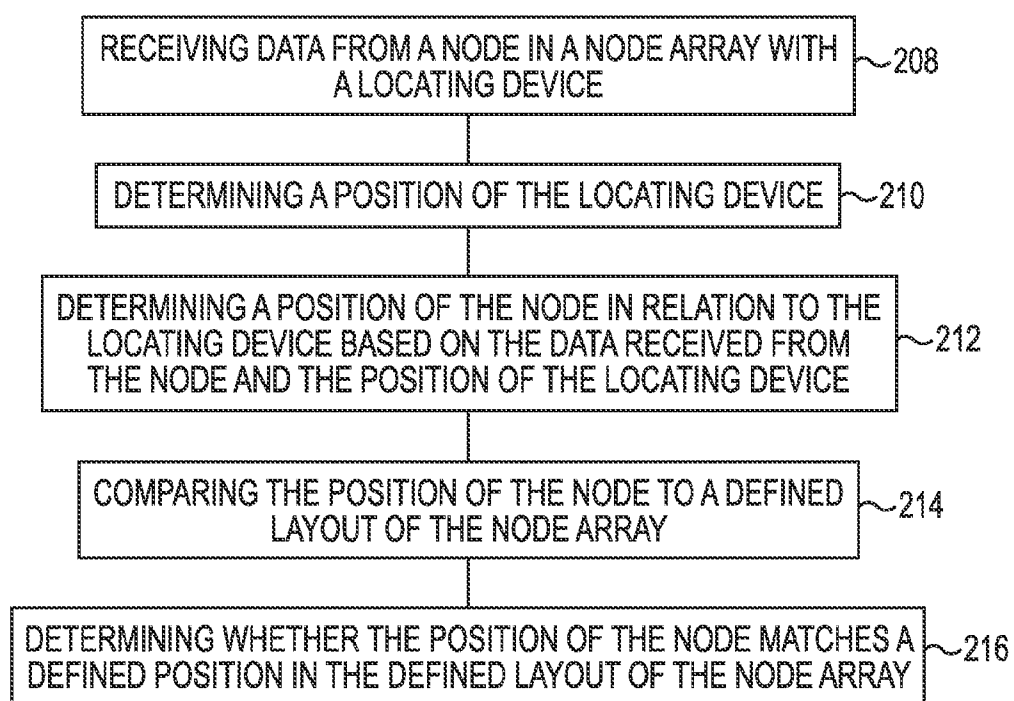 RECEIVING DATA FROM A NODE IN A NODE ARRAY WITH
A LOCATING DEVICE
208
DETERMINING A POSITION OF THE LOCATING DEVICE
210
DETERMINING A POSITION OF THE NODE IN RELATION TO THE
LOCATING DEVICE BASED ON THE DATA RECEIVED FROM
THE NODE AND THE POSITION OF THE LOCATING DEVICE
212
COMPARING THE POSITION OF THE NODE TO A DEFINED
LAYOUT OF THE NODE ARRAY
214
DETERMINING WHETHER THE POSITION OF THE NODE MATCHES A
DEFINED POSITION IN THE DEFINED LAYOUT OF THE NODE ARRAY
216